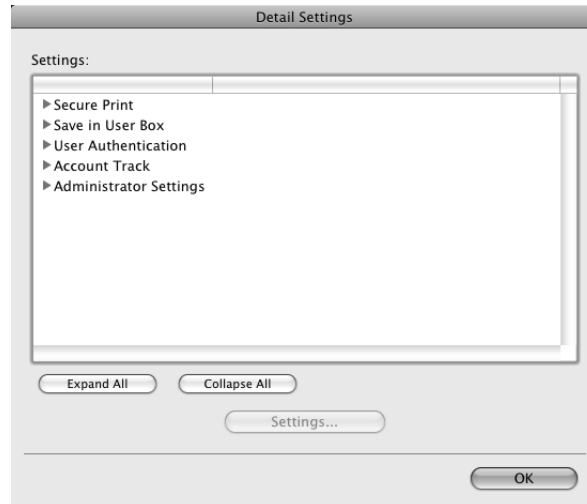 Detail Settings
Settings:
Secure Print
Save in User Box
User Authentication
Account Track
Administrator Settings
Expand All Collapse All
Settings...
OK